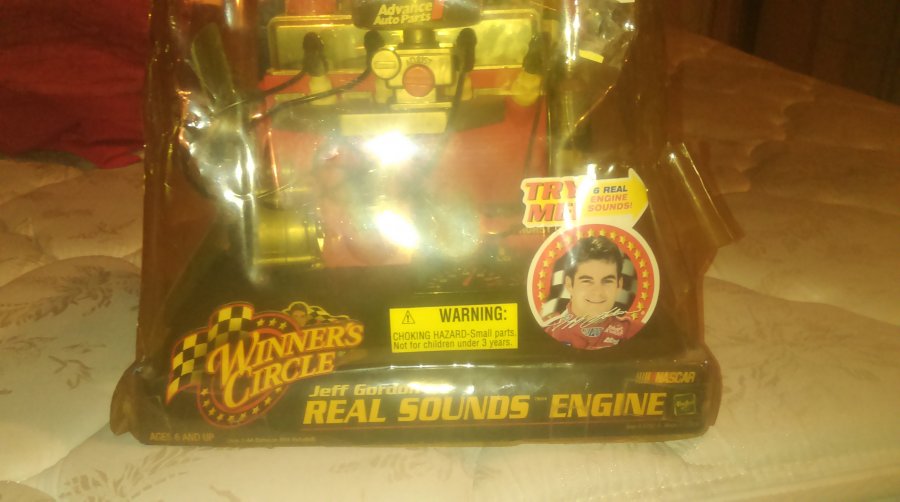 Advance
Auto Parts
TRY
ME!
& REAL
ENGINE
SOUNDS!
WARNING:
CHOKING HAZARD-Small parts.
Not for children under 3 years.
WINNER'S
CIRCLE
Jeff Gordon
NASCAR
REAL SOUNDS ENGINE
AGES 6 AND UP